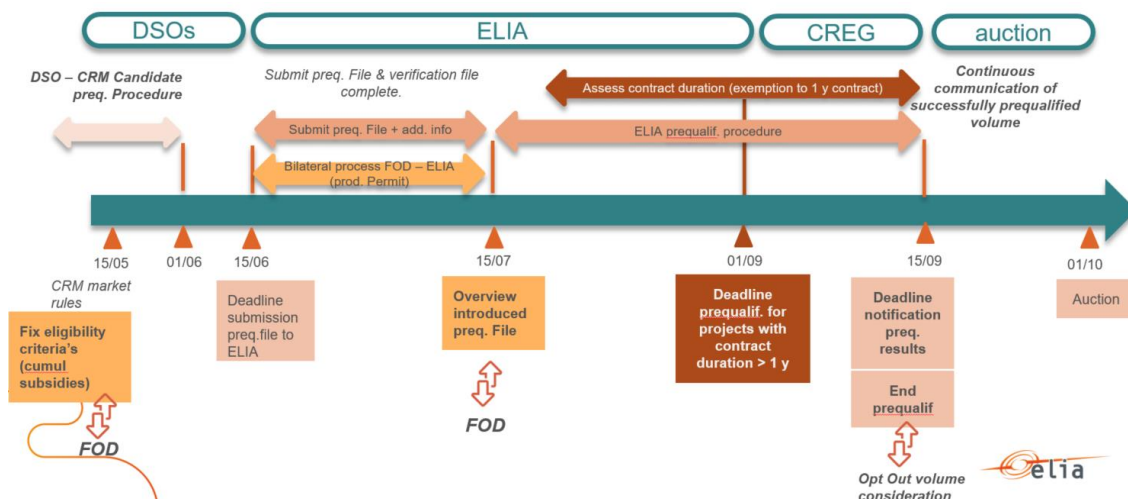 DSOs
ELIA
CREG
auction
DSO – CRM Candidate
preq. Procedure
Submit preq. File & verification file
complete.
Assess contract duration (exemption to 1 y contract)
Continuous
communication of
successfully prequalified
volume
Submit preq. File + add. info
ELIA prequalif. procedure
Bilateral process FOD – ELIA
(prod. Permit)
15/05
01/06
15/06
15/07
01/09
15/09
01/10
CRM market
rules
Fix eligibility
criteria's
(cumul
subsidies)
Deadline
submission
preq.file to
ELIA
Overview
introduced
preq. File
Deadline
prequalif. for
projects with
contract
duration > 1 y
Deadline
notification
preq.
results
Auction
End
prequalif
FOD
FOD
Opt Out volume
consideration
elia